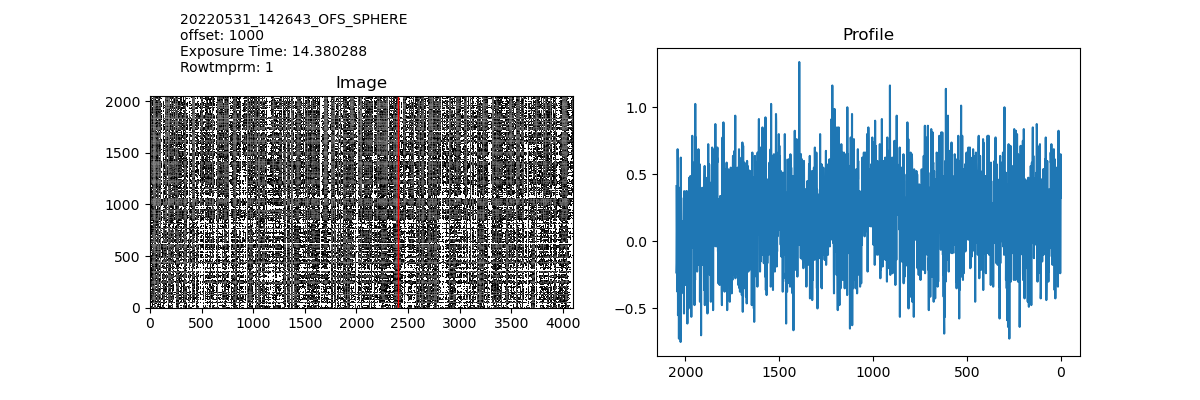 20220531_142643_OFS_SPHERE
offset: 1000
Exposure Time: 14.380288
Rowtmprm: 1
Image
2000
1500
1000
500
0
0 500 1000 1500 2000 2500 3000 3500 4000
Profile
1.0
0.5
0.0
−0.5
2000 1500 1000 500 0